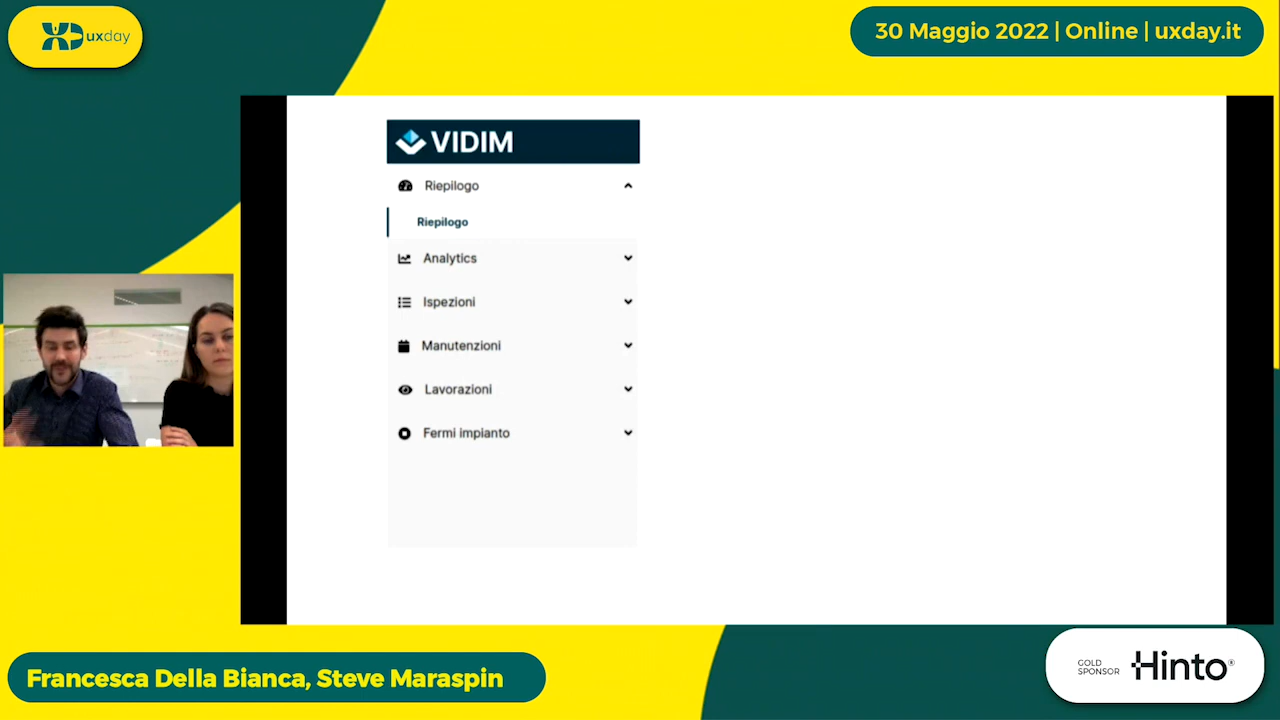 uxday
30 Maggio 2022 | Online | uxday.it
VIDIM
Riepilogo
Riepilogo
Analytics
Ispezioni
Manutenzioni
Lavorazioni
Fermi impianto
Francesca Della Bianca, Steve Maraspin
GOLD
SPONSOR
Hinto®